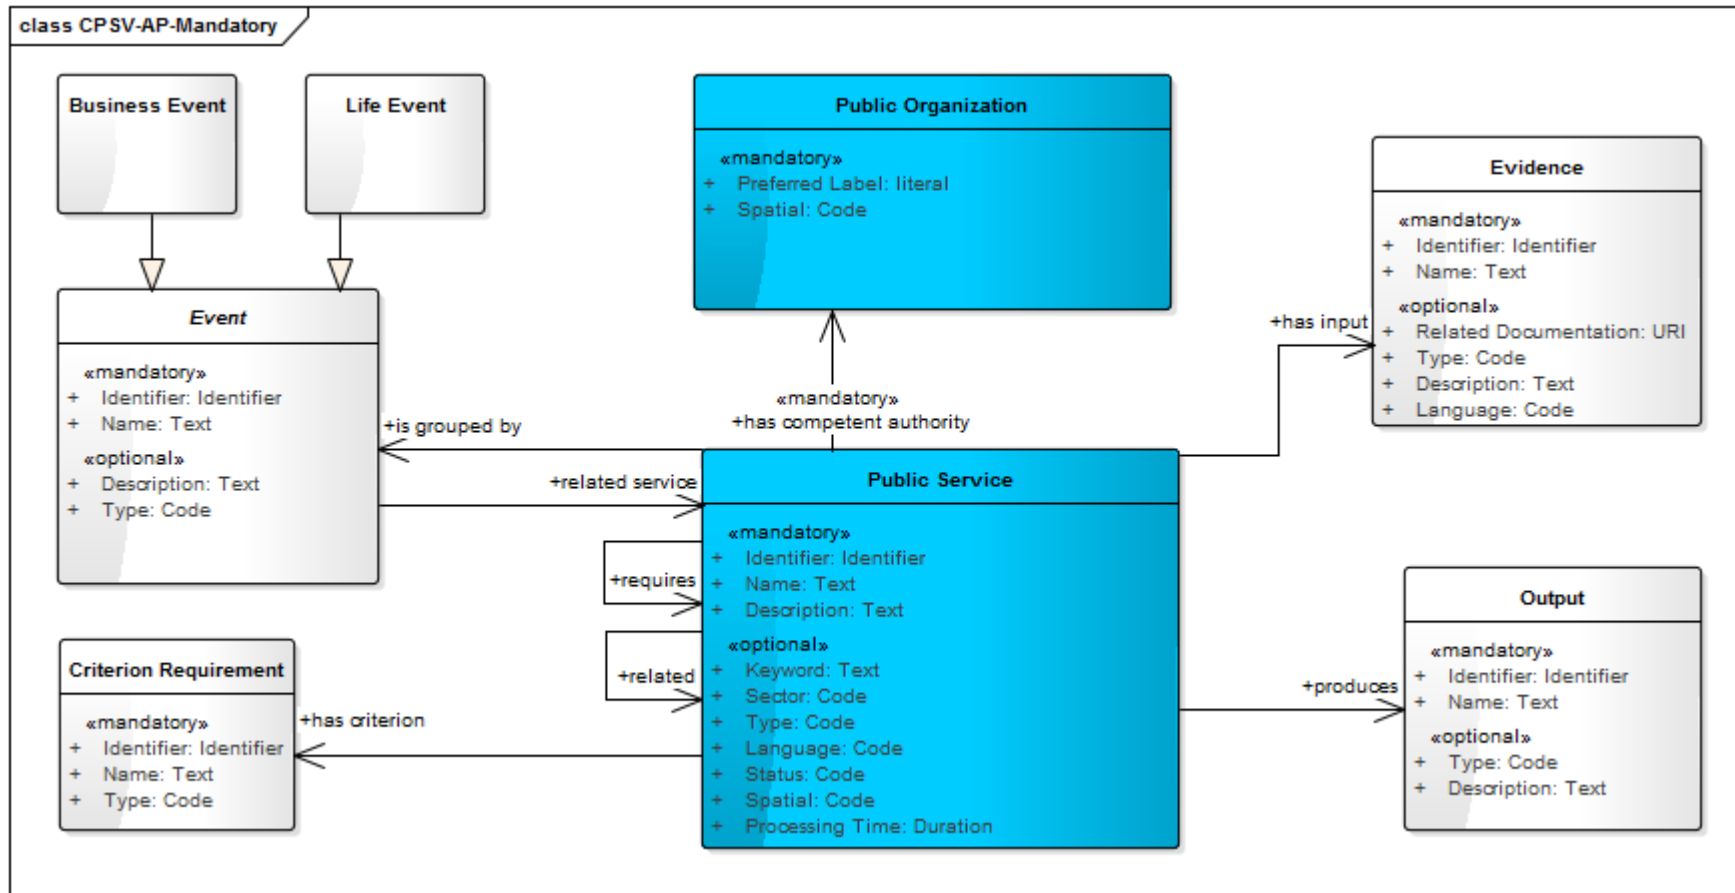 class CPSV-AP-Mandatory
Business Event
Life Event
Public Organization
«mandatory»
+ Preferred Label: literal
+ Spatial: Code
Evidence
«mandatory»
+ Identifier: Identifier
+ Name: Text
«optional»
+ Related Documentation: URI
+ Type: Code
+ Description: Text
+ Language: Code
+has input
Event
«mandatory»
+ Identifier: Identifier
+ Name: Text
«optional»
+ Description: Text
+ Type: Code
«mandatory»
+has competent authority
+is grouped by
+related service
Public Service
«mandatory»
+ Identifier: Identifier
+ Name: Text
+ Description: Text
«optional»
+ Keyword: Text
+ Sector: Code
+ Type: Code
+ Language: Code
+ Status: Code
+ Spatial: Code
+ Processing Time: Duration
+requires
+related
Criterion Requirement
«mandatory»
+ Identifier: Identifier
+ Name: Text
+ Type: Code
+has criterion
+produces
Output
«mandatory»
+ Identifier: Identifier
+ Name: Text
«optional»
+ Type: Code
+ Description: Text